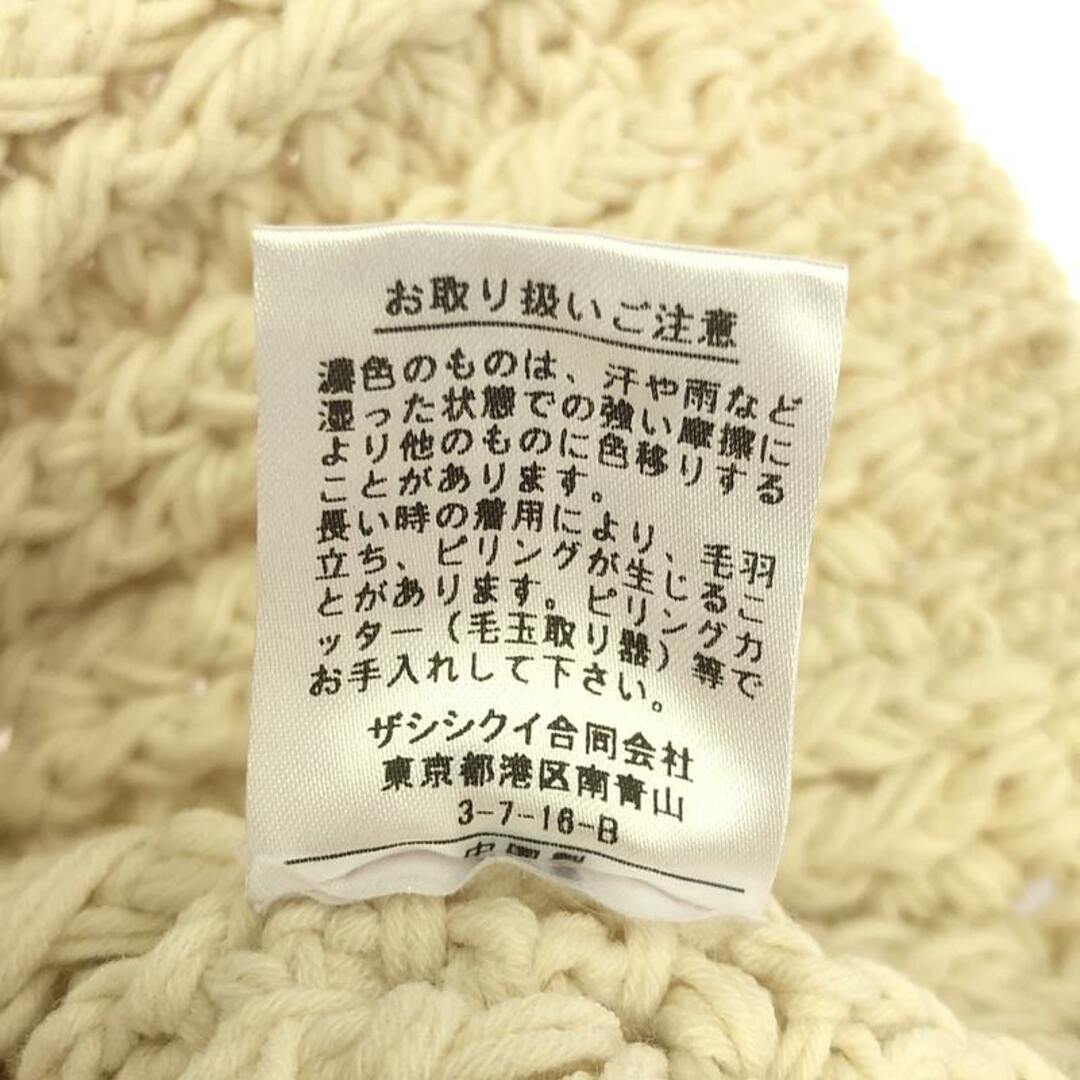 お取り扱いご注意
濃色のものは、汗や雨など
湿った状態での強い摩擦に
より他のものに色移りする
ことがあります。
長い時の着用により、毛羽
立ち、ピリングが生じるこ
とがあります。ピリングカ
ッター（毛玉取り器）等で
お手入れして下さい。
ザシシクイ合同会社
東京都港区南青山
3-7-16-B
中国製